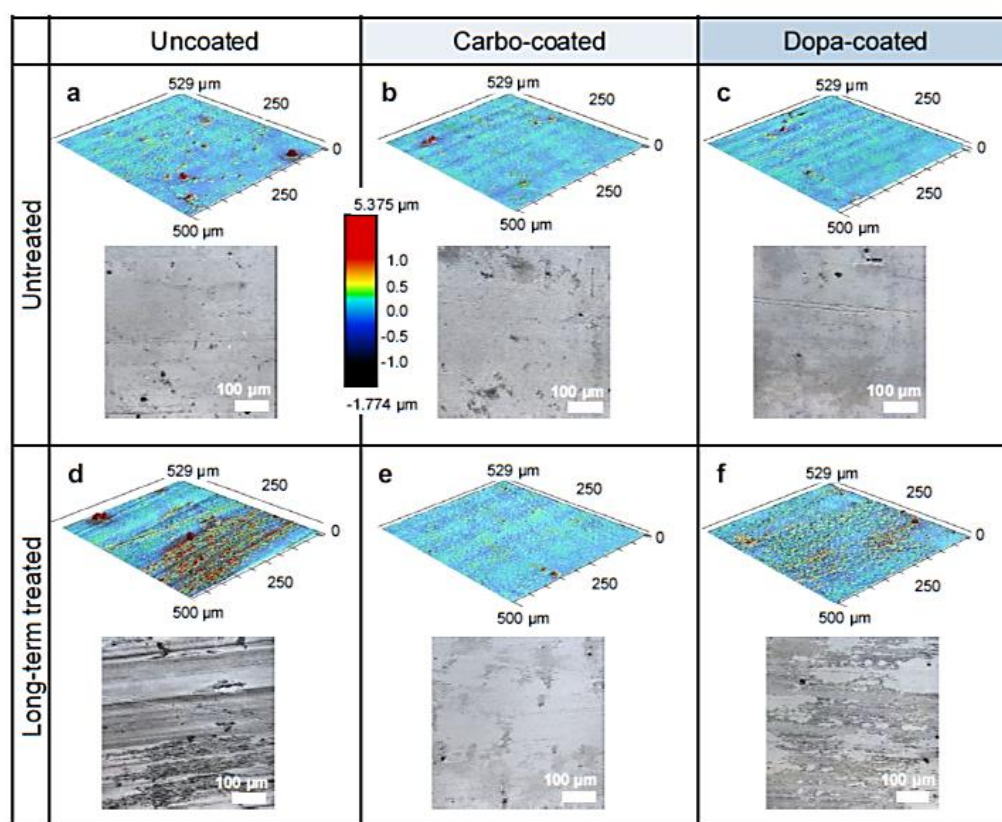 Uncoated
Carbo-coated
Dopa-coated
Untreated
a
529 µm
250
0
250
500 µm
b
529 µm
250
0
250
500 µm
c
529 µm
250
0
250
500 µm
5.375 µm
1.0
0.0
-0.5
-1.0
-1.774 µm
100 µm
100 µm
100 µm
Long-term treated
d
529 µm
250
0
250
500 µm
e
529 µm
250
0
250
500 µm
f
529 µm
250
0
250
500 µm
100 µm
100 µm
100 µm